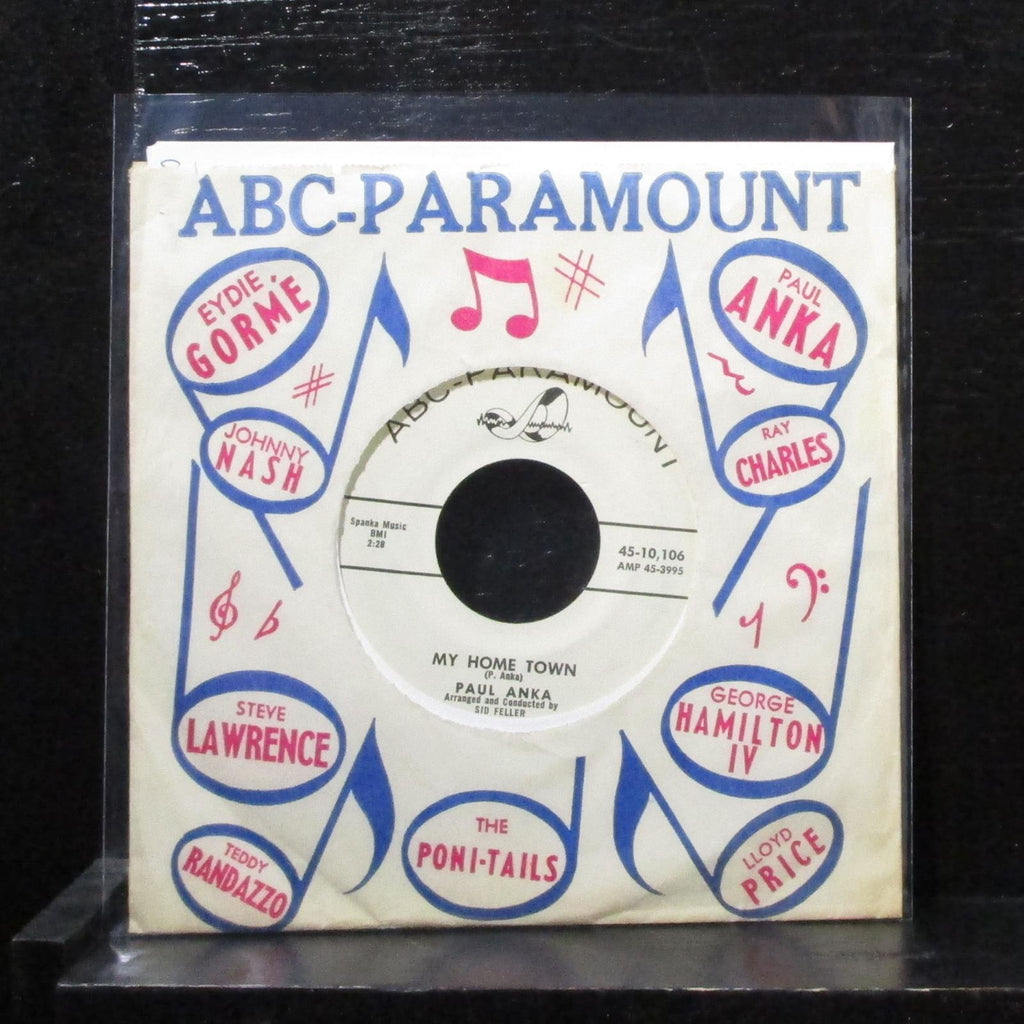 ABC-PARAMOUNT
EYDIE
GORMÉ
PAUL
ANKA
JOHNNY
NASH
RAY
CHARLES
ABC-PARAMOUNT
Spanka Music
BMI
2:28
45-10,106
AMP 45-3995
MY HOME TOWN
(P. Anka)
PAUL ANKA
Arranged and Conducted by
SID FELLER
STEVE
LAWRENCE
GEORGE
HAMILTON
IV
TEDDY
RANDAZZO
THE
PONI-TAILS
LLOYD
PRICE